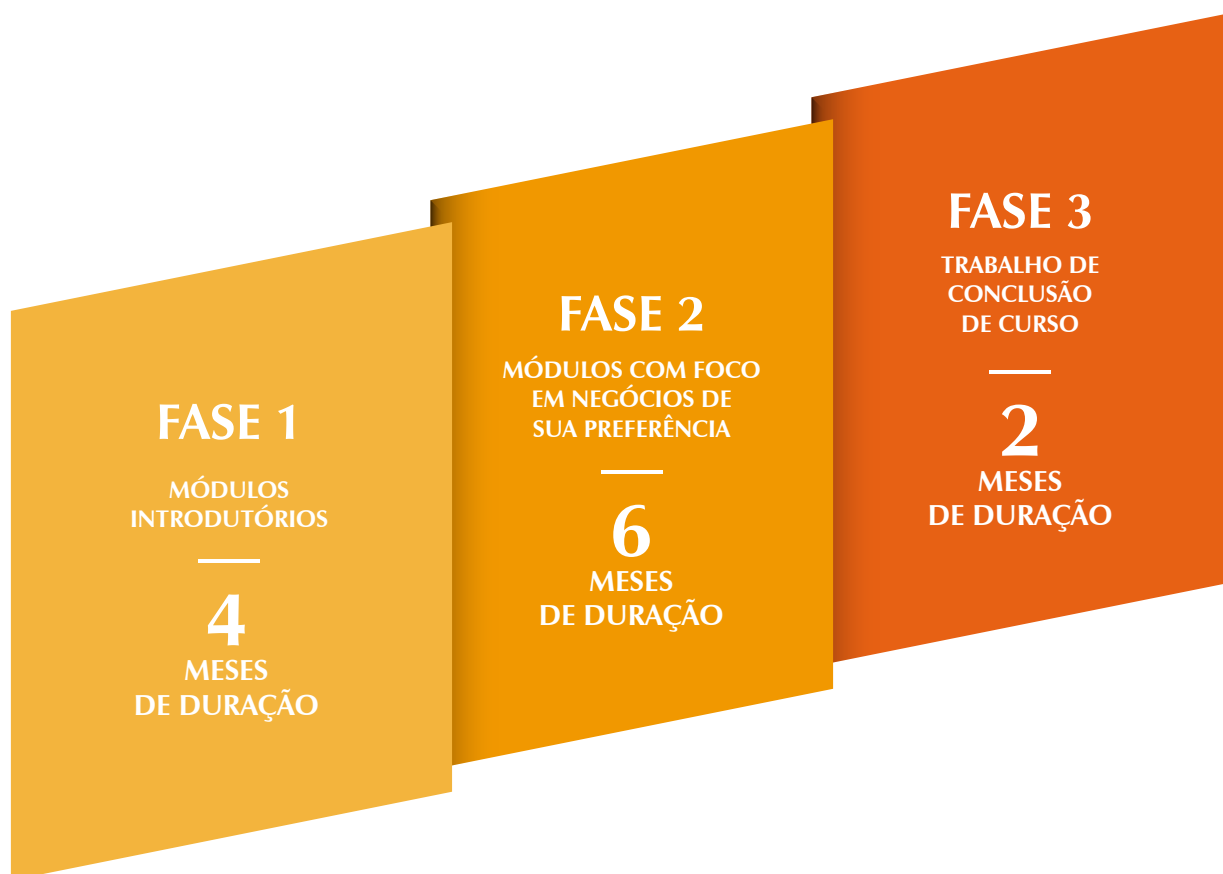 FASE 1
MÓDULOS
INTRODUTÓRIOS
4
MESES
DE DURAÇÃO
FASE 2
MÓDULOS COM FOCO
EM NEGÓCIOS DE
SUA PREFERÊNCIA
6
MESES
DE DURAÇÃO
FASE 3
TRABALHO DE
CONCLUSÃO
DE CURSO
2
MESES
DE DURAÇÃO